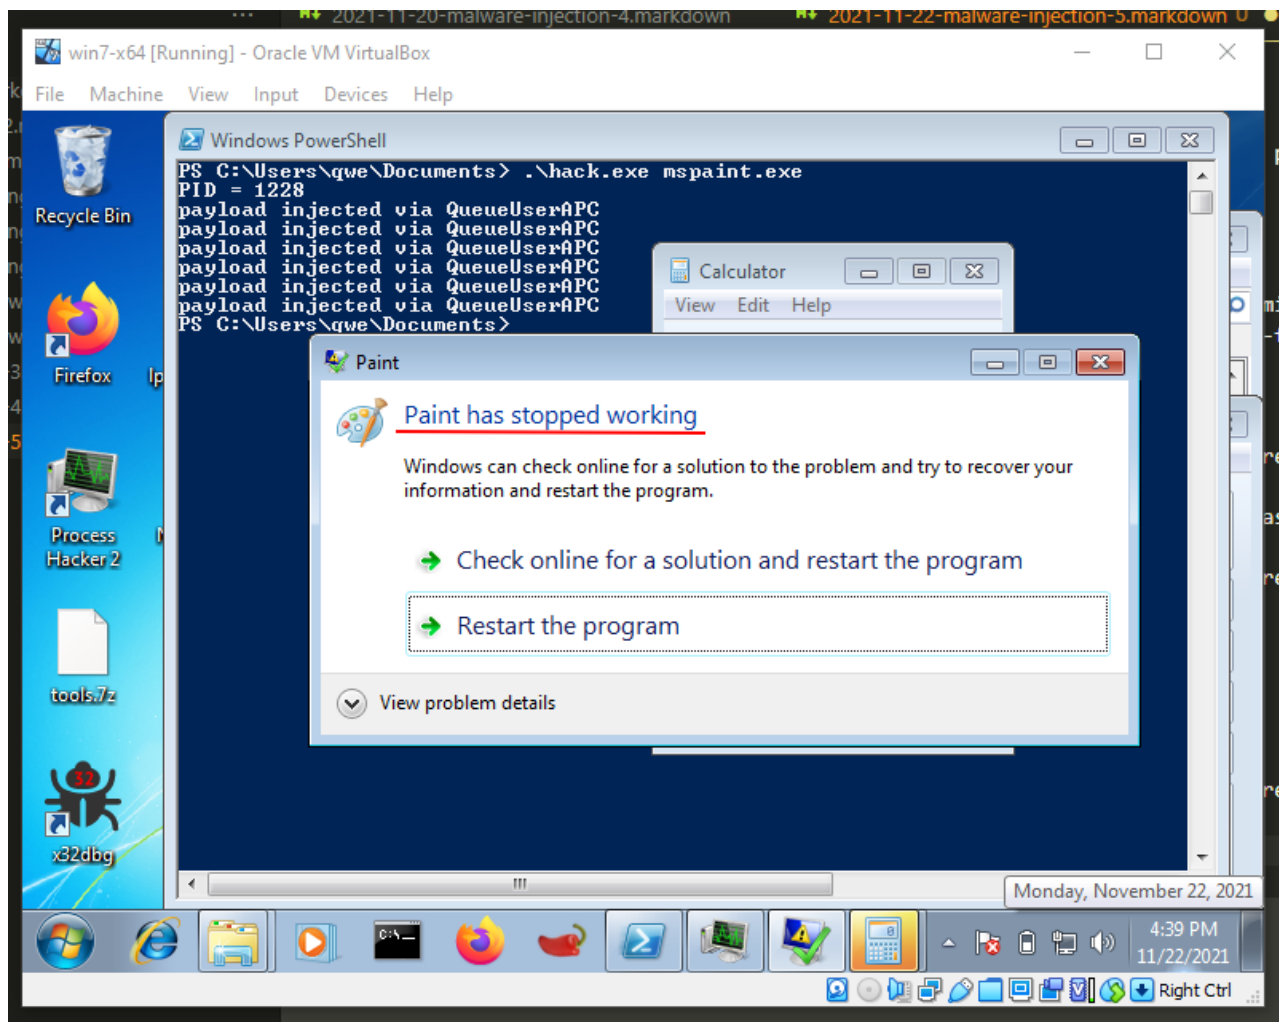 2021-11-20-malware-injection-4.markdown
2021-11-22-malware-injection-5.markdown U
win7-x64 [Running] - Oracle VM VirtualBox
File Machine View Input Devices Help
Windows PowerShell
PS C:\Users\qwe\Documents> .\hack.exe mspaint.exe
PID = 1228
payload injected via QueueUserAPC
payload injected via QueueUserAPC
payload injected via QueueUserAPC
payload injected via QueueUserAPC
payload injected via QueueUserAPC
payload injected via QueueUserAPC
PS C:\Users\qwe\Documents>
Recycle Bin
Firefox
Ip
Process
Hacker 2
tools.7z
32
x32dbg
Calculator
View Edit Help
Paint
Paint has stopped working
Windows can check online for a solution to the problem and try to recover your
information and restart the program.
Check online for a solution and restart the program
Restart the program
View problem details
Monday, November 22, 2021
C:\_
4:39 PM
11/22/2021
Right Ctrl